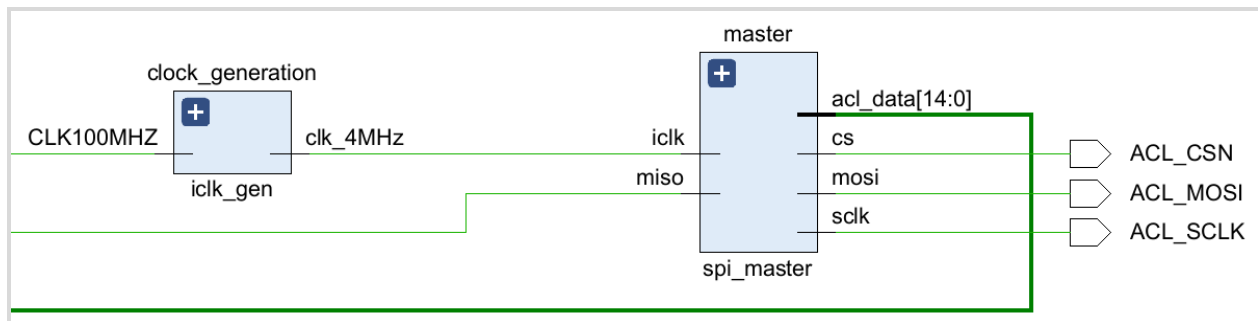 master
clock_generation
acl_data[14:0]
CLK100MHZ
clk_4MHz
iclk
cs
ACL_CSN
iclk_gen
miso
mosi
ACL_MOSI
sclk
ACL_SCLK
spi_master